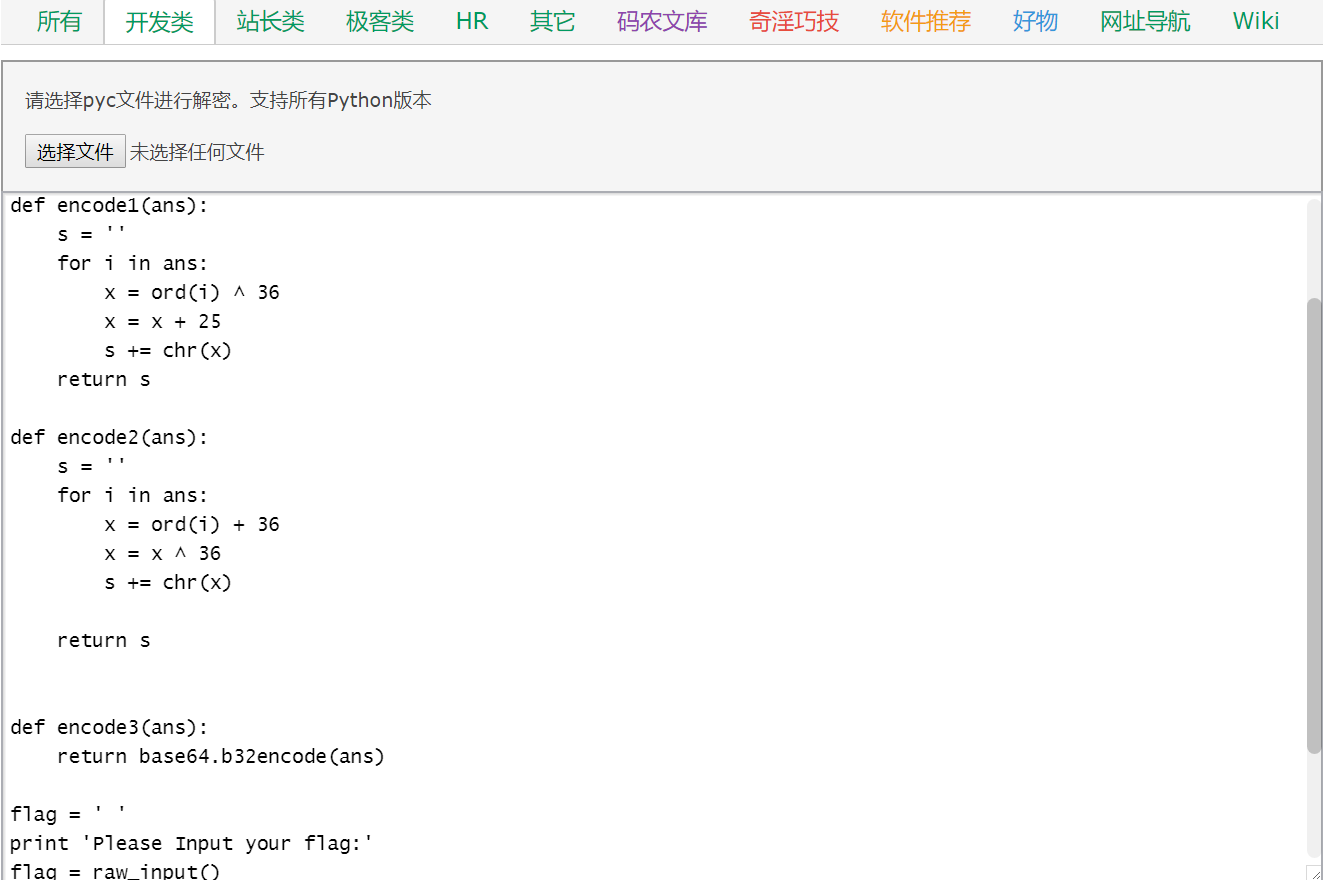 所有 开发类 站长类 极客类 HR 其它 码农文库 奇淫巧技 软件推荐 好物 网址导航 Wiki
请选择pyc文件进行解密。支持所有Python版本
选择文件 未选择任何文件
def encode1(ans):
    s = ''
    for i in ans:
        x = ord(i) ^ 36
        x = x + 25
        s += chr(x)
    return s
def encode2(ans):
    s = ''
    for i in ans:
        x = ord(i) + 36
        x = x ^ 36
        s += chr(x)
    return s
def encode3(ans):
    return base64.b32encode(ans)
flag = ' '
print 'Please Input your flag:'
flag = raw_input()